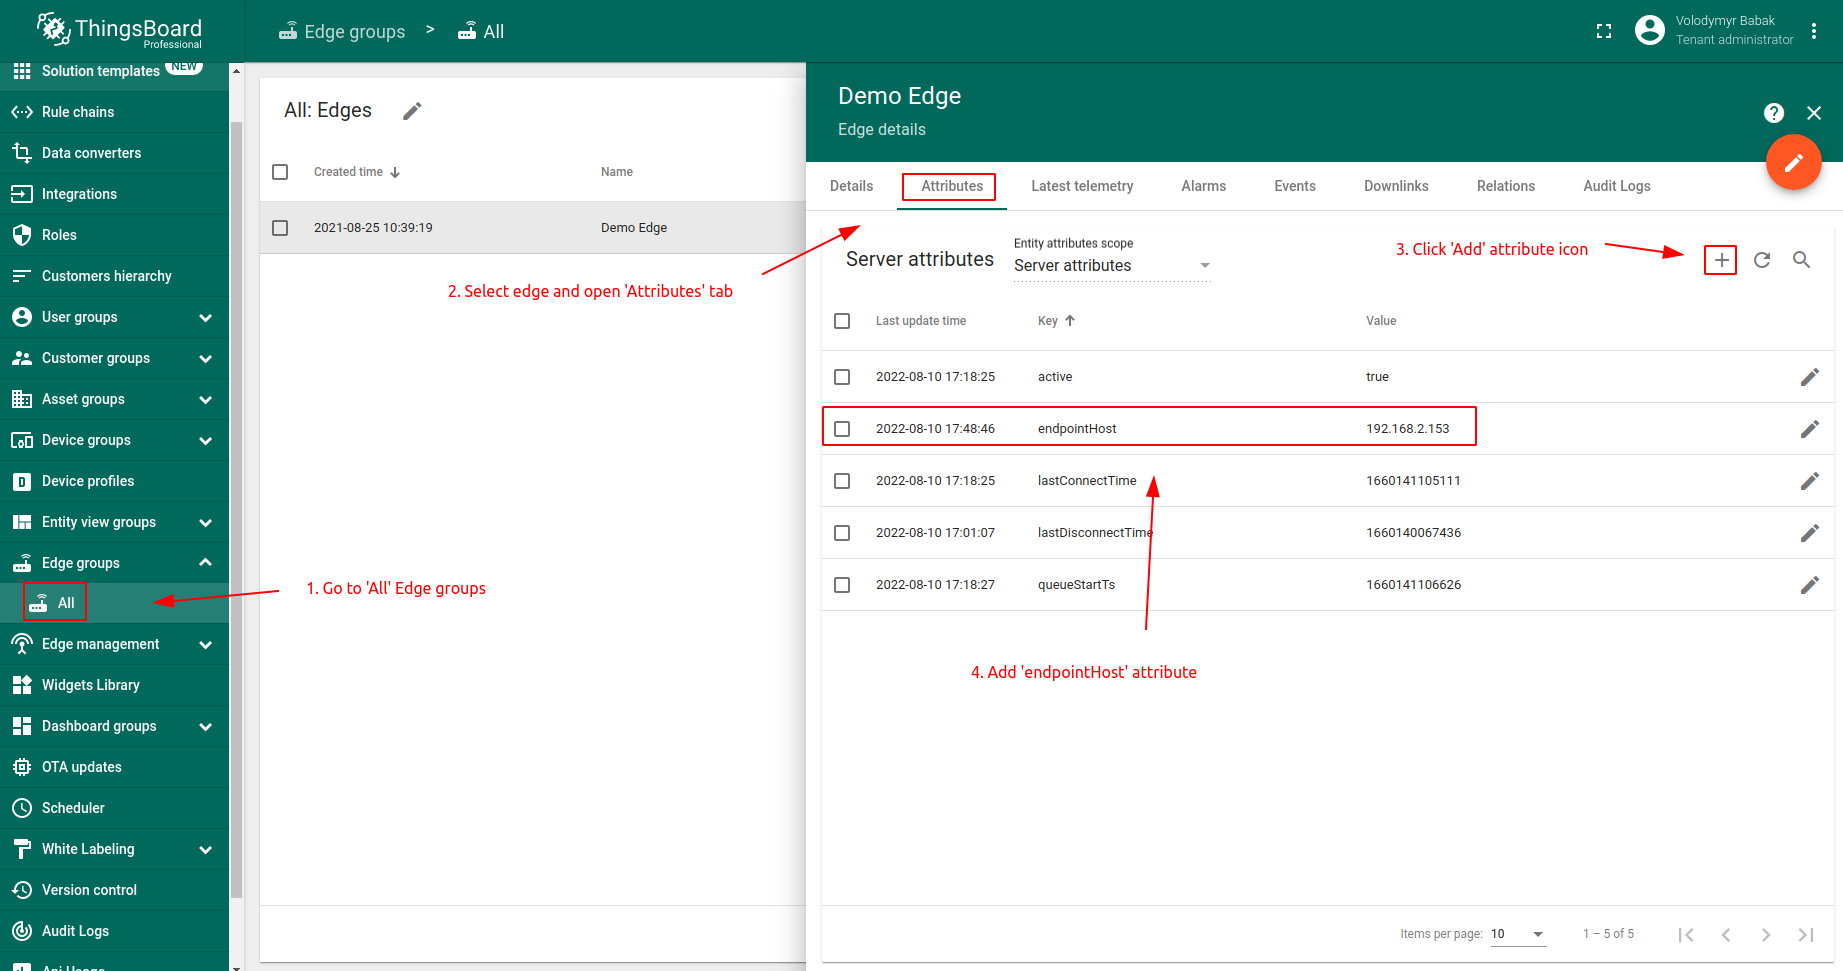 ThingsBoard
Professional
Edge groups > All
Volodymyr Babak
Tenant administrator
Solution templates NEW
Rule chains
Data converters
Integrations
Roles
Customers hierarchy
User groups
Customer groups
Asset groups
Device groups
Device profiles
Entity view groups
Edge groups
All
Edge management
Widgets Library
Dashboard groups
OTA updates
Scheduler
White Labeling
Version control
Audit Logs
Api Usage
All: Edges
Created time Name
2021-08-25 10:39:19 Demo Edge
1. Go to 'All' Edge groups
2. Select edge and open 'Attributes' tab
Demo Edge
Edge details
Details Attributes Latest telemetry Alarms Events Downlinks Relations Audit Logs
Server attributes
Entity attributes scope
Server attributes
3. Click 'Add' attribute icon
Last update time Key Value
2022-08-10 17:18:25 active true
2022-08-10 17:48:46 endpointHost 192.168.2.153
2022-08-10 17:18:25 lastConnectTime 1660141105111
2022-08-10 17:01:07 lastDisconnectTime 1660140067436
2022-08-10 17:18:27 queueStartTs 1660141106626
4. Add 'endpointHost' attribute
Items per page: 10 1 – 5 of 5